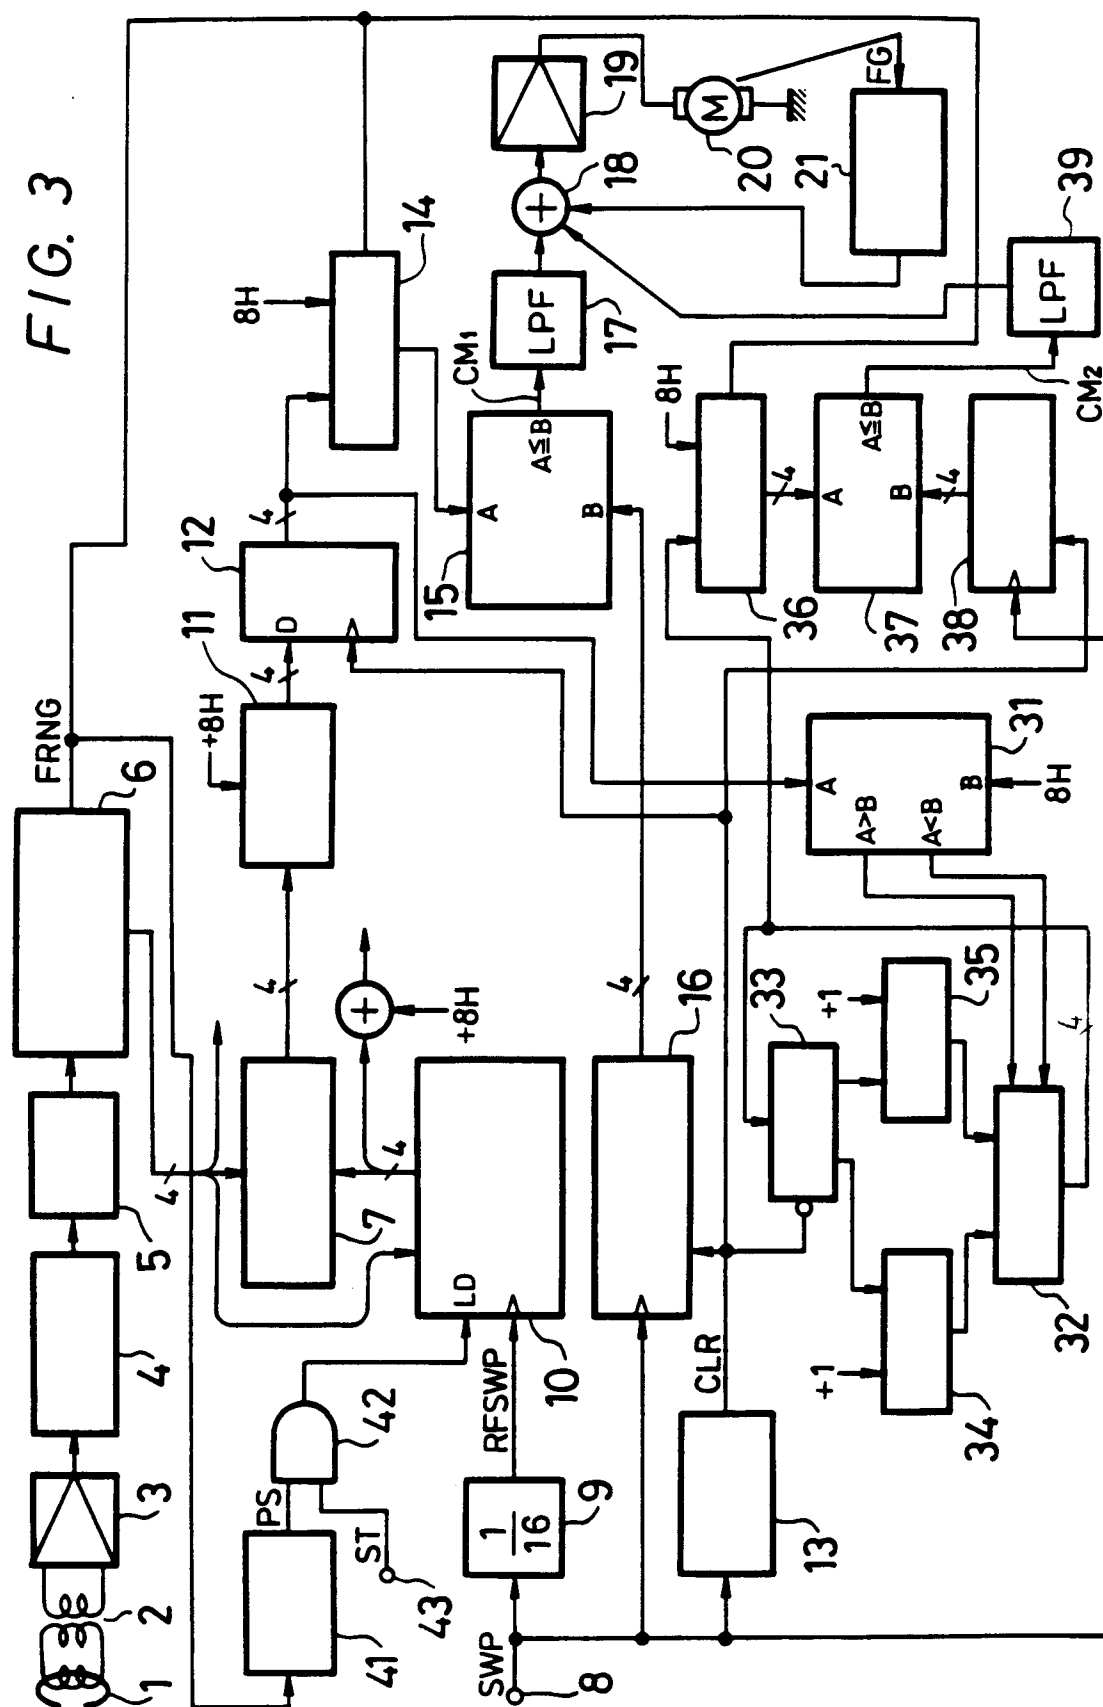 FIG. 3
1
2
3
4
5
6
FRNG
4
7
+8H
4
+8H
11
4
D
12
4
8H
14
41
PS
ST
43
42
LD
10
SWP
8
1
16
9
RFSWP
16
4
13
CLR
15
A
B
A≦B
CM1
LPF
17
+
18
19
M
20
FG
21
+
33
+1
34
+1
35
32
4
31
A
B
A>B
A<B
8H
8H
36
4
A
B
A≦B
37
4
38
CM2
LPF
39